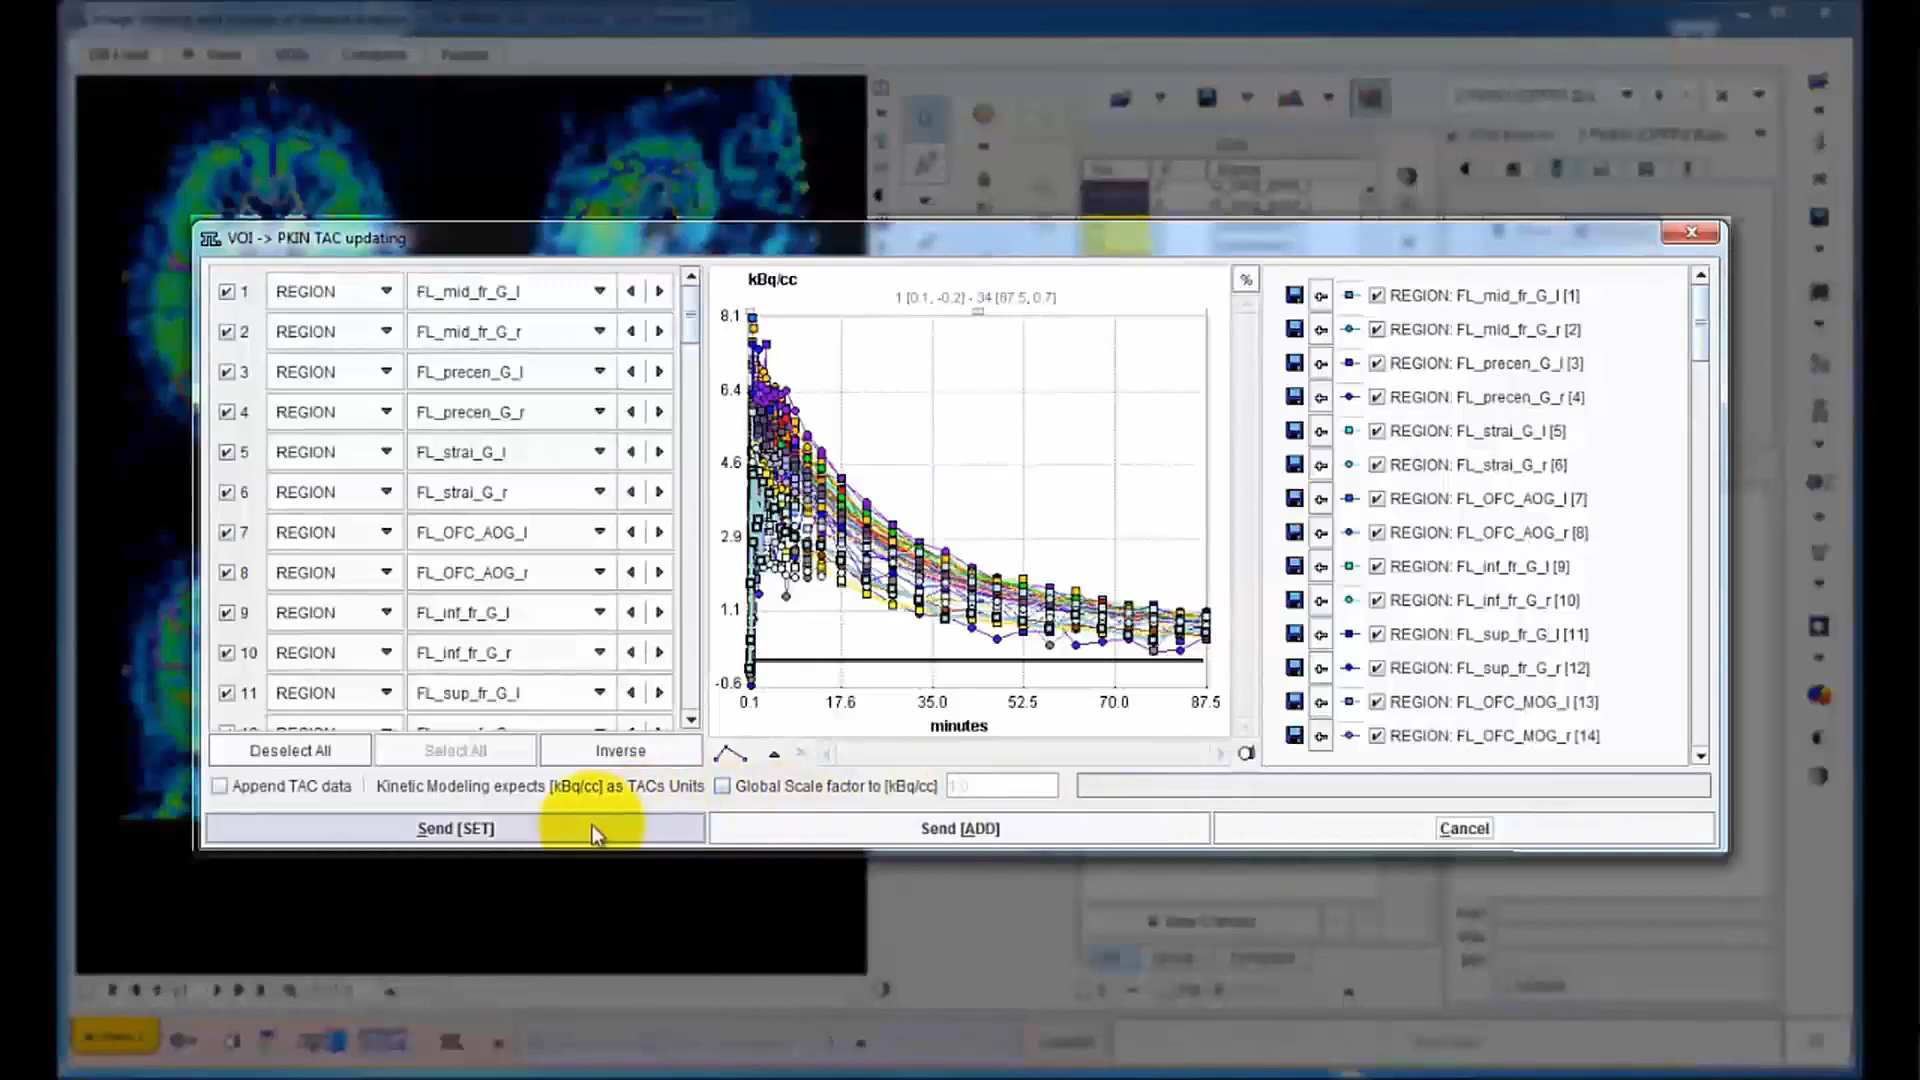 VOI -> PKIN TAC updating
1 REGION FL_mid_fr_G_l
2 REGION FL_mid_fr_G_r
3 REGION FL_precen_G_l
4 REGION FL_precen_G_r
5 REGION FL_strai_G_l
6 REGION FL_strai_G_r
7 REGION FL_OFC_AOG_l
8 REGION FL_OFC_AOG_r
9 REGION FL_inf_fr_G_l
10 REGION FL_inf_fr_G_r
11 REGION FL_sup_fr_G_l
Deselect All Select All Inverse
kBq/cc
1 [0.1, -0.2] - 34 [87.5, 0.7]
%
8.1
6.4
4.6
2.9
1.1
-0.6
0.1 17.6 35.0 52.5 70.0 87.5
minutes
REGION: FL_mid_fr_G_l [1]
REGION: FL_mid_fr_G_r [2]
REGION: FL_precen_G_l [3]
REGION: FL_precen_G_r [4]
REGION: FL_strai_G_l [5]
REGION: FL_strai_G_r [6]
REGION: FL_OFC_AOG_l [7]
REGION: FL_OFC_AOG_r [8]
REGION: FL_inf_fr_G_l [9]
REGION: FL_inf_fr_G_r [10]
REGION: FL_sup_fr_G_l [11]
REGION: FL_sup_fr_G_r [12]
REGION: FL_OFC_MOG_l [13]
REGION: FL_OFC_MOG_r [14]
Append TAC data Kinetic Modeling expects [kBq/cc] as TACs Units Global Scale factor to [kBq/cc] 1.0
Send [SET] Send [ADD] Cancel